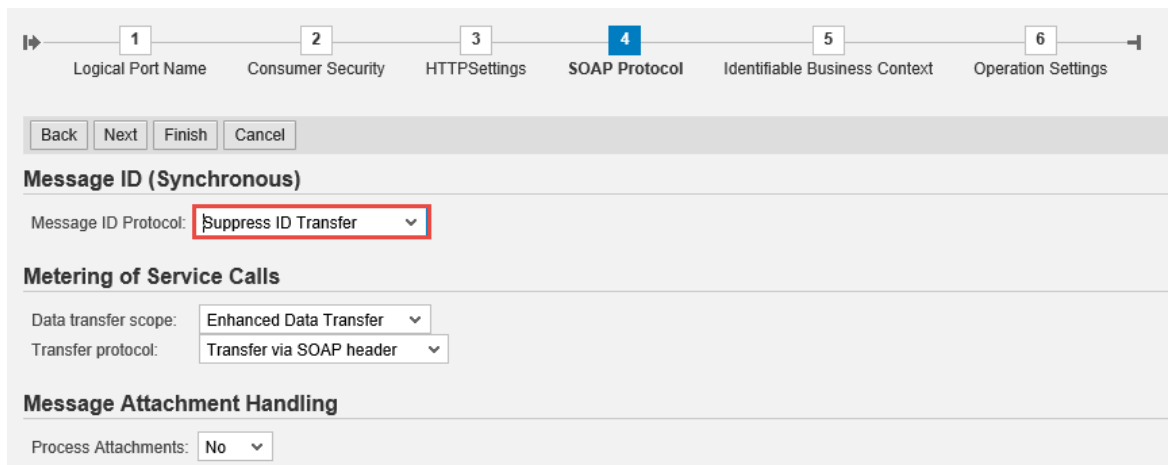 1 2 3 4 5 6
Logical Port Name Consumer Security HTTPSettings SOAP Protocol Identifiable Business Context Operation Settings
Back Next Finish Cancel
Message ID (Synchronous)
Message ID Protocol: Suppress ID Transfer
Metering of Service Calls
Data transfer scope: Enhanced Data Transfer
Transfer protocol: Transfer via SOAP header
Message Attachment Handling
Process Attachments: No